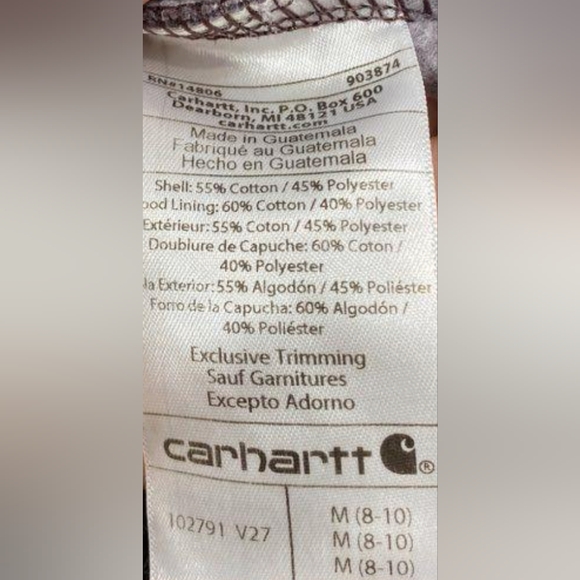 RN#14806 903874
Carhartt, Inc. P.O. Box 600
Dearborn, MI 48121 USA
carhartt.com
Made in Guatemala
Fabriqué au Guatemala
Hecho en Guatemala
Shell: 55% Cotton / 45% Polyester
ood Lining: 60% Cotton / 40% Polyester
Extérieur: 55% Coton / 45% Polyester
Doublure de Capuche: 60% Coton /
40% Polyester
la Exterior: 55% Algodón / 45% Poliéster
Forro de la Capucha: 60% Algodón /
40% Poliéster
Exclusive Trimming
Sauf Garnitures
Excepto Adorno
carhartt ®
102791 V27
M (8-10)
M (8-10)
M (8-10)